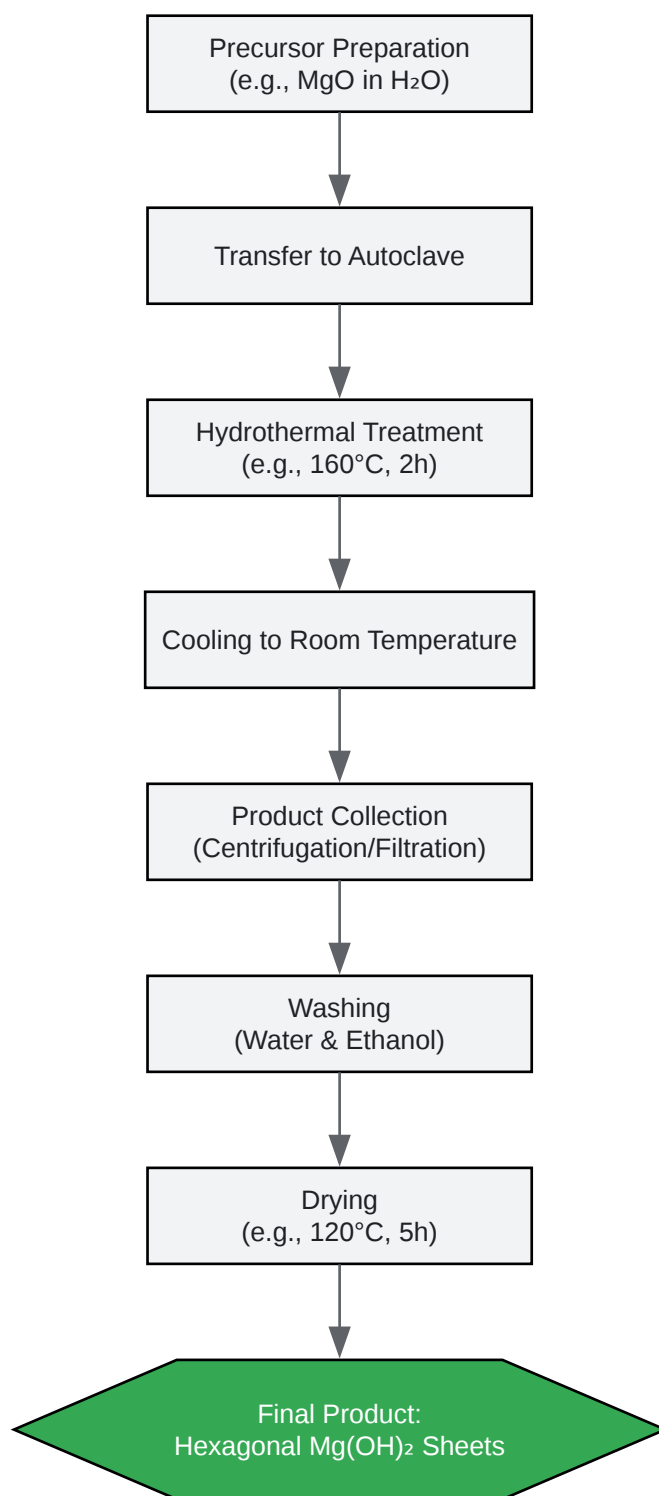 Precursor Preparation
(e.g., MgO in H₂O)
Transfer to Autoclave
Hydrothermal Treatment
(e.g., 160°C, 2h)
Cooling to Room Temperature
Product Collection
(Centrifugation/Filtration)
Washing
(Water & Ethanol)
Drying
(e.g., 120°C, 5h)
Final Product:
Hexagonal Mg(OH)₂ Sheets